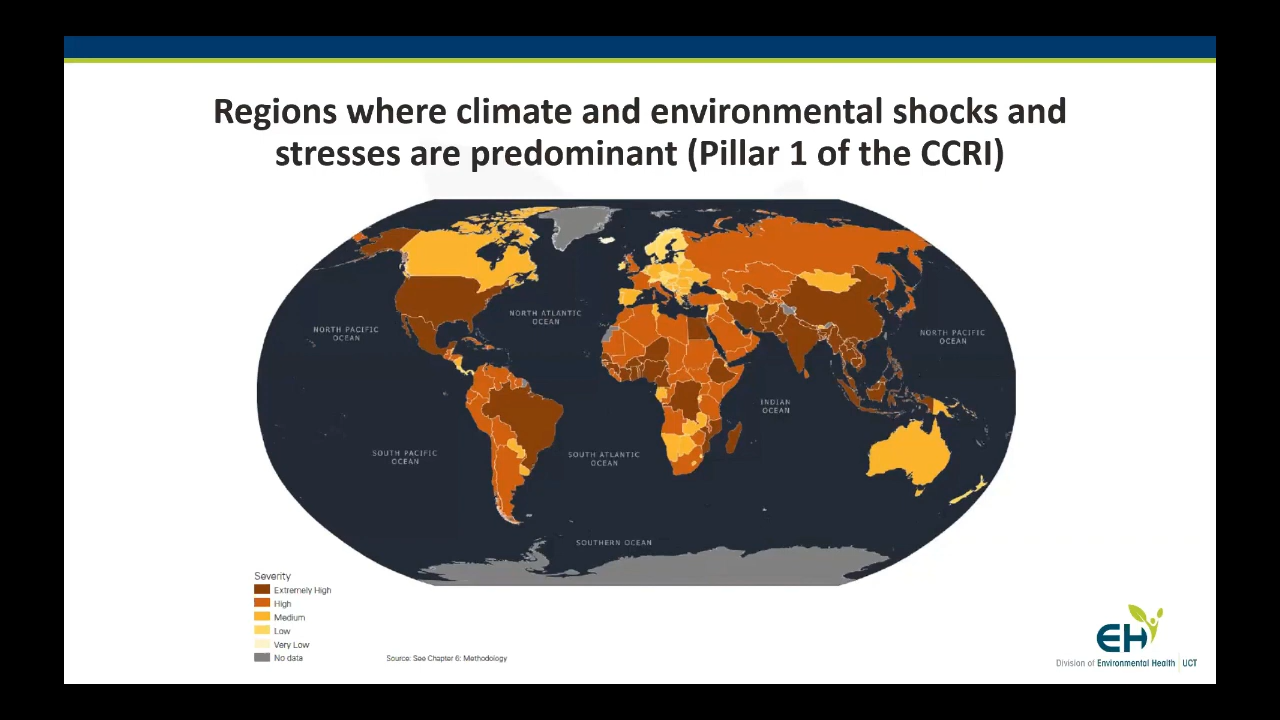 Regions where climate and environmental shocks and
stresses are predominant (Pillar 1 of the CCRI)
NORTH PACIFIC
OCEAN
NORTH ATLANTIC
OCEAN
NORTH PACIFIC
OCEAN
INDIAN
OCEAN
SOUTH PACIFIC
OCEAN
SOUTH ATLANTIC
OCEAN
SOUTHERN OCEAN
Severity
Extremely High
High
Medium
Low
Very Low
No data
Source: See Chapter 6: Methodology
EH
Division of Environmental Health UCT